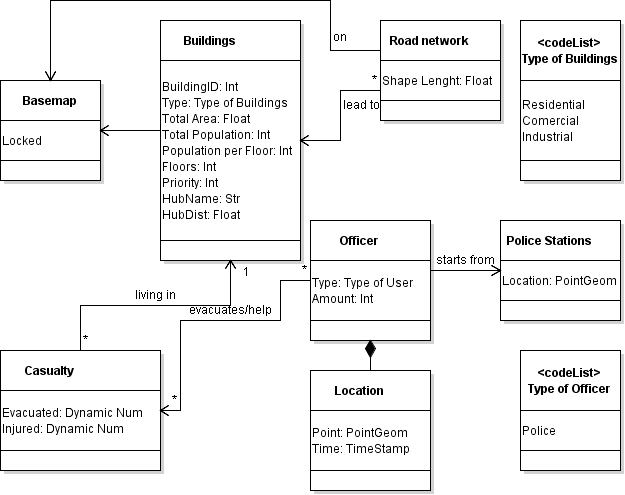 on
Buildings
BuildingID: Int
Type: Type of Buildings
Total Area: Float
Total Population: Int
Population per Floor: Int
Floors: Int
Priority: Int
HubName: Str
HubDist: Float
Road network
Shape Lenght: Float
<codeList>
Type of Buildings
Residential
Comercial
Industrial
Basemap
Locked
*
lead to
1
living in
*
Officer
Type: Type of User
Amount: Int
starts from
Police Stations
Location: PointGeom
*
evacuates/help
*
Casualty
Evacuated: Dynamic Num
Injured: Dynamic Num
Location
Point: PointGeom
Time: TimeStamp
<codeList>
Type of Officer
Police